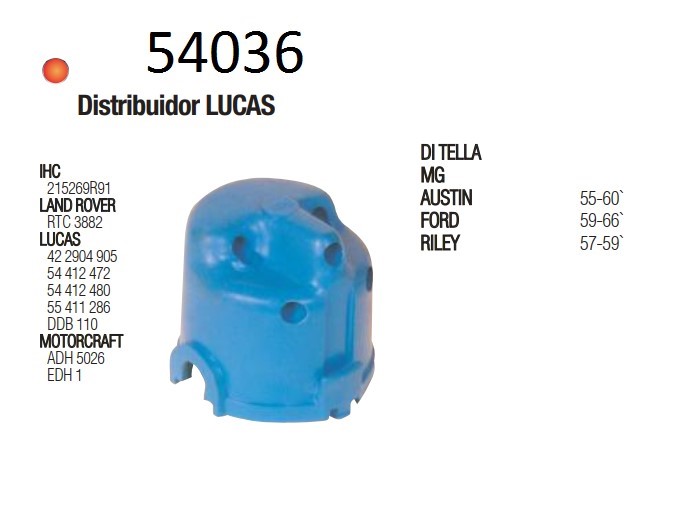 54036
Distribuidor LUCAS
IHC
215269R91
LAND ROVER
RTC 3882
LUCAS
42 2904 905
54 412 472
54 412 480
55 411 286
DDB 110
MOTORCRAFT
ADH 5026
EDH 1
DI TELLA
MG
AUSTIN 55-60`
FORD 59-66`
RILEY 57-59`